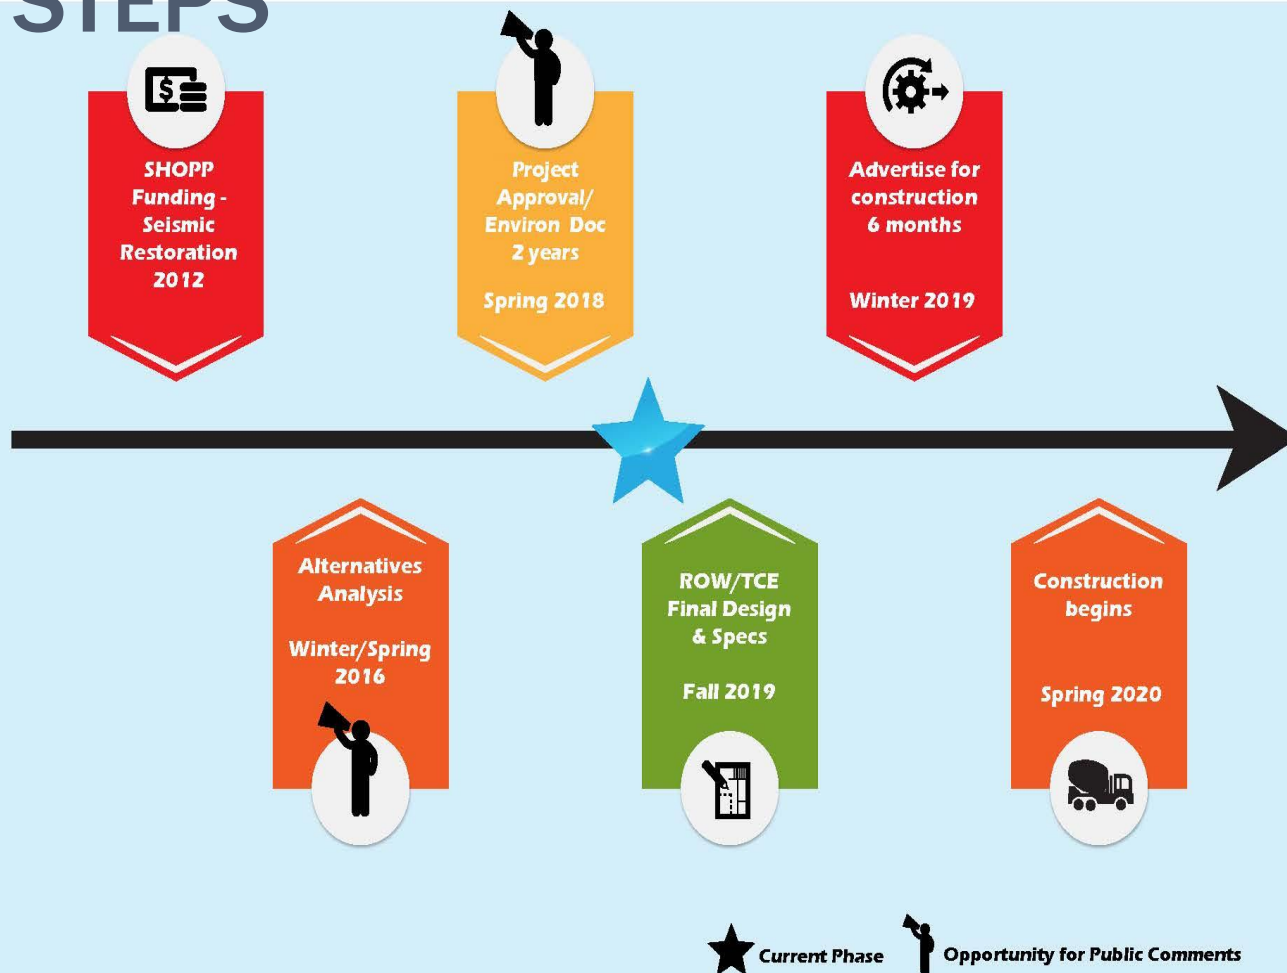 STEPS
SHOPP
Funding -
Seismic
Restoration
2012
Project
Approval/
Environ Doc
2 years
Spring 2018
Advertise for
construction
6 months
Winter 2019
Alternatives
Analysis
Winter/Spring
2016
ROW/TCE
Final Design
& Specs
Fall 2019
Construction
begins
Spring 2020
Current Phase
Opportunity for Public Comments